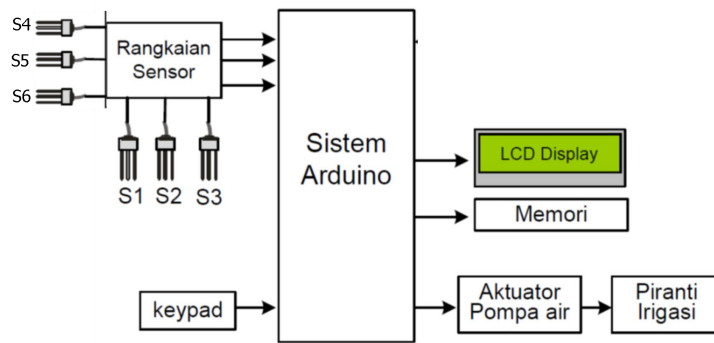 S4
S5
S6
Rangkaian
Sensor
S1 S2 S3
Sistem
Arduino
LCD Display
Memori
keypad
Aktuator
Pompa air
Piranti
Irigasi